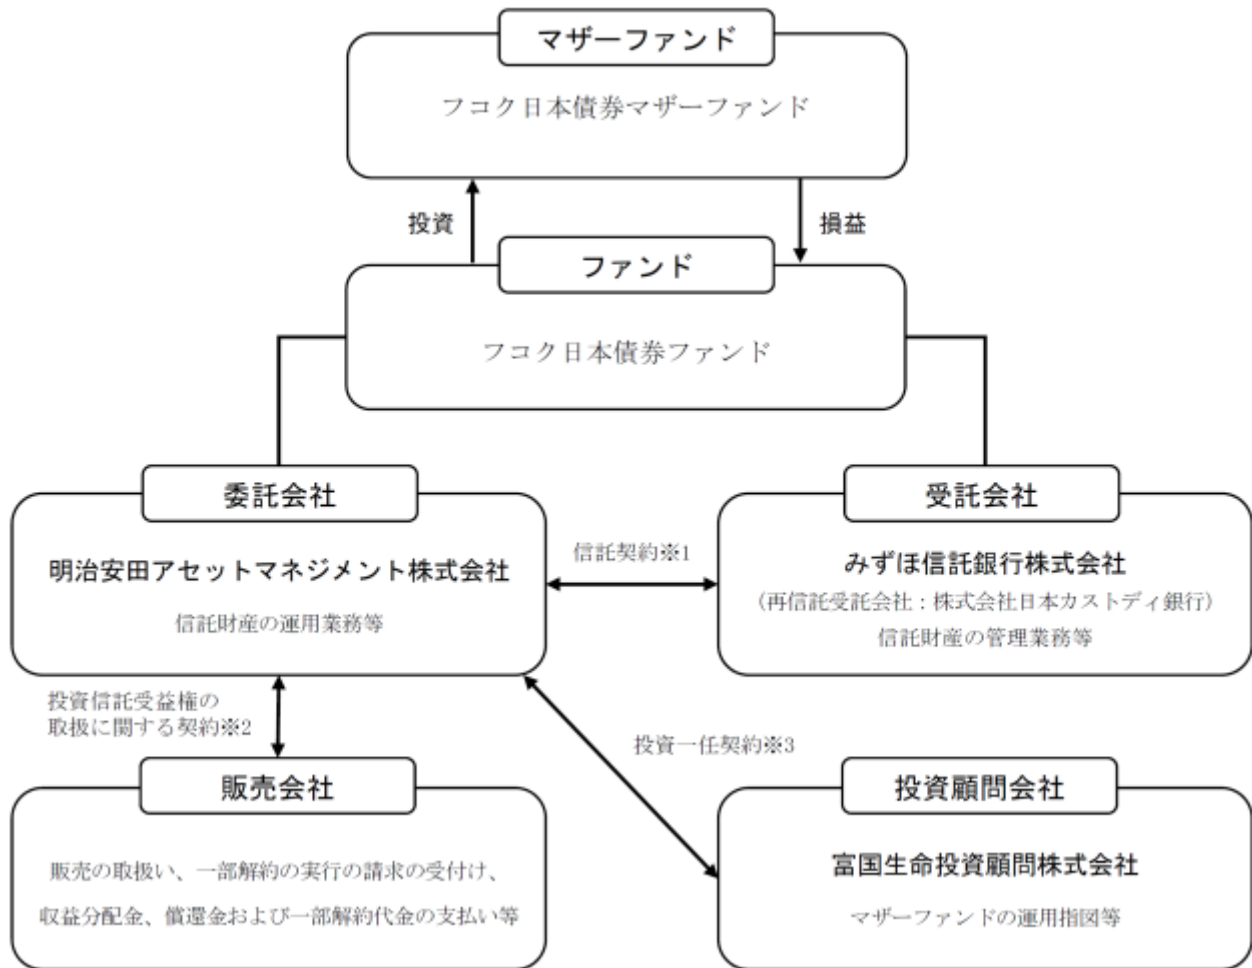 マザーファンド
フコク日本債券マザーファンド
投資
損益
ファンド
フコク日本債券ファンド
委託会社
明治安田アセットマネジメント株式会社
信託財産の運用業務等
信託契約※1
受託会社
みずほ信託銀行株式会社
（再信託受託会社：株式会社日本カストディ銀行）
信託財産の管理業務等
投資信託受益権の
取扱に関する契約※2
投資一任契約※3
販売会社
販売の取扱い、一部解約の実行の請求の受付け、
収益分配金、償還金および一部解約代金の支払い等
投資顧問会社
富国生命投資顧問株式会社
マザーファンドの運用指図等